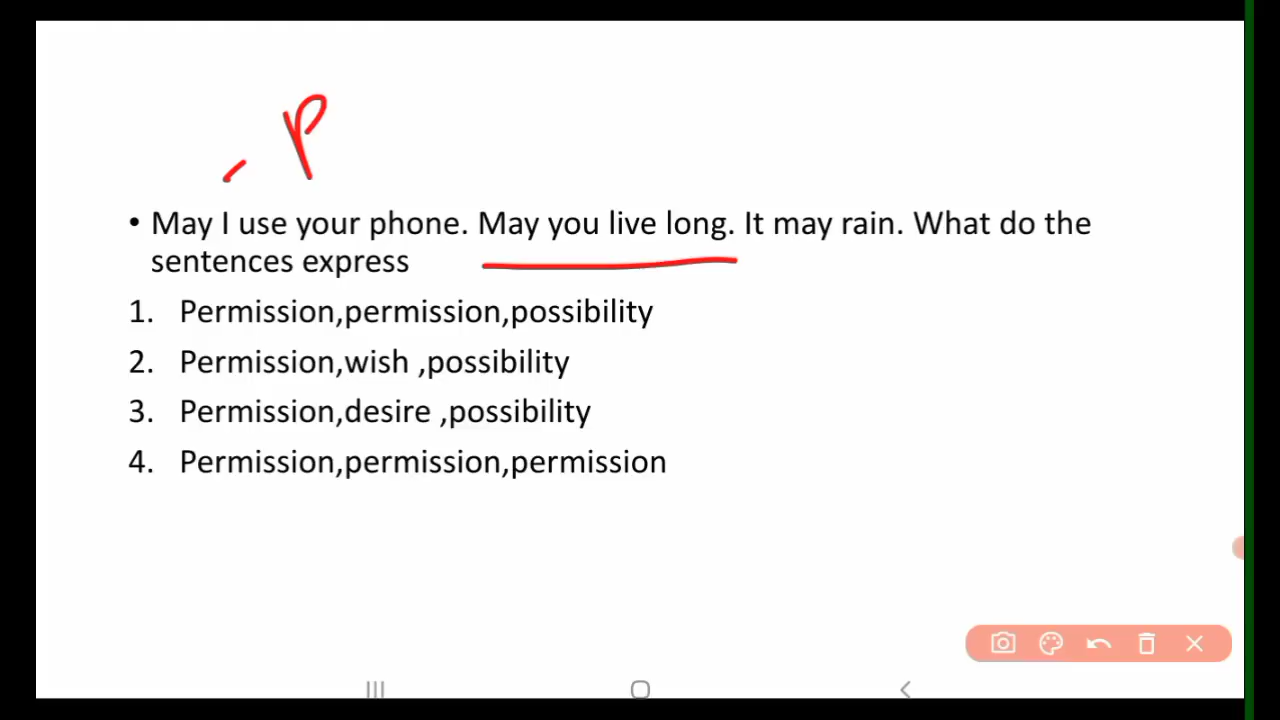 P
• May I use your phone. May you live long. It may rain. What do the
sentences express
1. Permission,permission,possibility
2. Permission,wish ,possibility
3. Permission,desire ,possibility
4. Permission,permission,permission